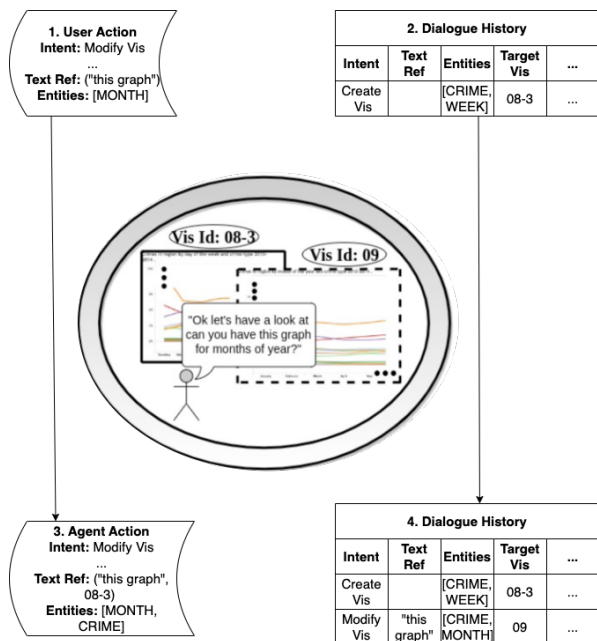 1. User Action
Intent: Modify Vis
...
Text Ref: ("this graph")
Entities: [MONTH]
2. Dialogue History
Intent Text Ref Entities Target Vis ...
Create Vis [CRIME, WEEK] 08-3 ...
Vis Id: 08-3
Vis Id: 09
"Ok let's have a look at
can you have this graph
for months of year?"
3. Agent Action
Intent: Modify Vis
...
Text Ref: ("this graph",
08-3)
Entities: [MONTH,
CRIME]
4. Dialogue History
Intent Text Ref Entities Target Vis ...
Create Vis [CRIME, WEEK] 08-3 ...
Modify Vis "this graph" [CRIME, MONTH] 09 ...